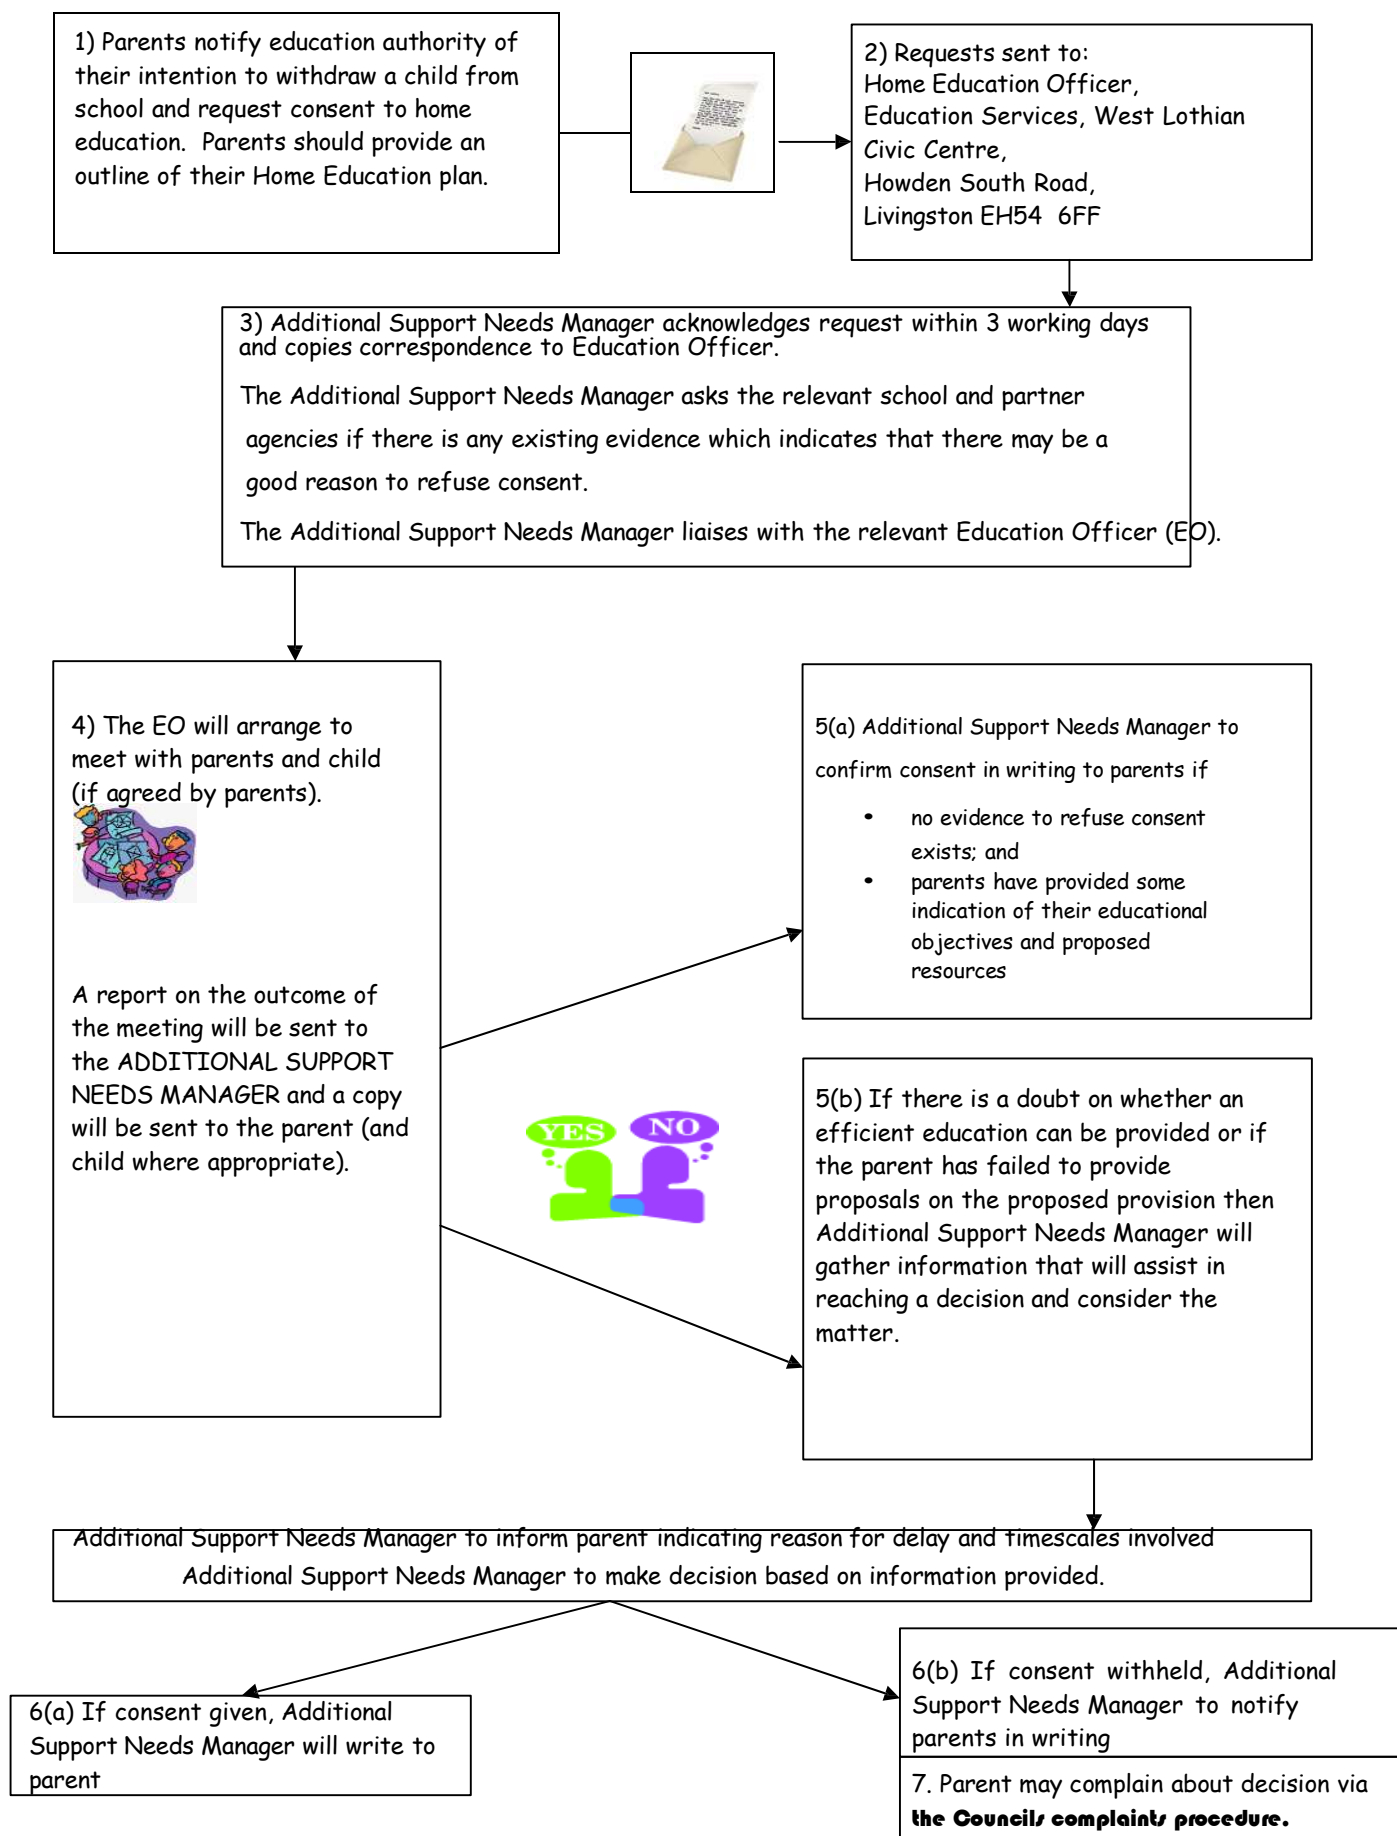 1) Parents notify education authority of
their intention to withdraw a child from
school and request consent to home
education. Parents should provide an
outline of their Home Education plan.
2) Requests sent to:
Home Education Officer,
Education Services, West Lothian
Civic Centre,
Howden South Road,
Livingston EH54 6FF
3) Additional Support Needs Manager acknowledges request within 3 working days
and copies correspondence to Education Officer.
The Additional Support Needs Manager asks the relevant school and partner
agencies if there is any existing evidence which indicates that there may be a
good reason to refuse consent.
The Additional Support Needs Manager liaises with the relevant Education Officer (EO).
4) The EO will arrange to
meet with parents and child
(if agreed by parents).
A report on the outcome of
the meeting will be sent to
the ADDITIONAL SUPPORT
NEEDS MANAGER and a copy
will be sent to the parent (and
child where appropriate).
5(a) Additional Support Needs Manager to
confirm consent in writing to parents if
• no evidence to refuse consent
exists; and
• parents have provided some
indication of their educational
objectives and proposed
resources
YES NO
5(b) If there is a doubt on whether an
efficient education can be provided or if
the parent has failed to provide
proposals on the proposed provision then
Additional Support Needs Manager will
gather information that will assist in
reaching a decision and consider the
matter.
Additional Support Needs Manager to inform parent indicating reason for delay and timescales involved
Additional Support Needs Manager to make decision based on information provided.
6(a) If consent given, Additional
Support Needs Manager will write to
parent
6(b) If consent withheld, Additional
Support Needs Manager to notify
parents in writing
7. Parent may complain about decision via
the Councils complaints procedure.